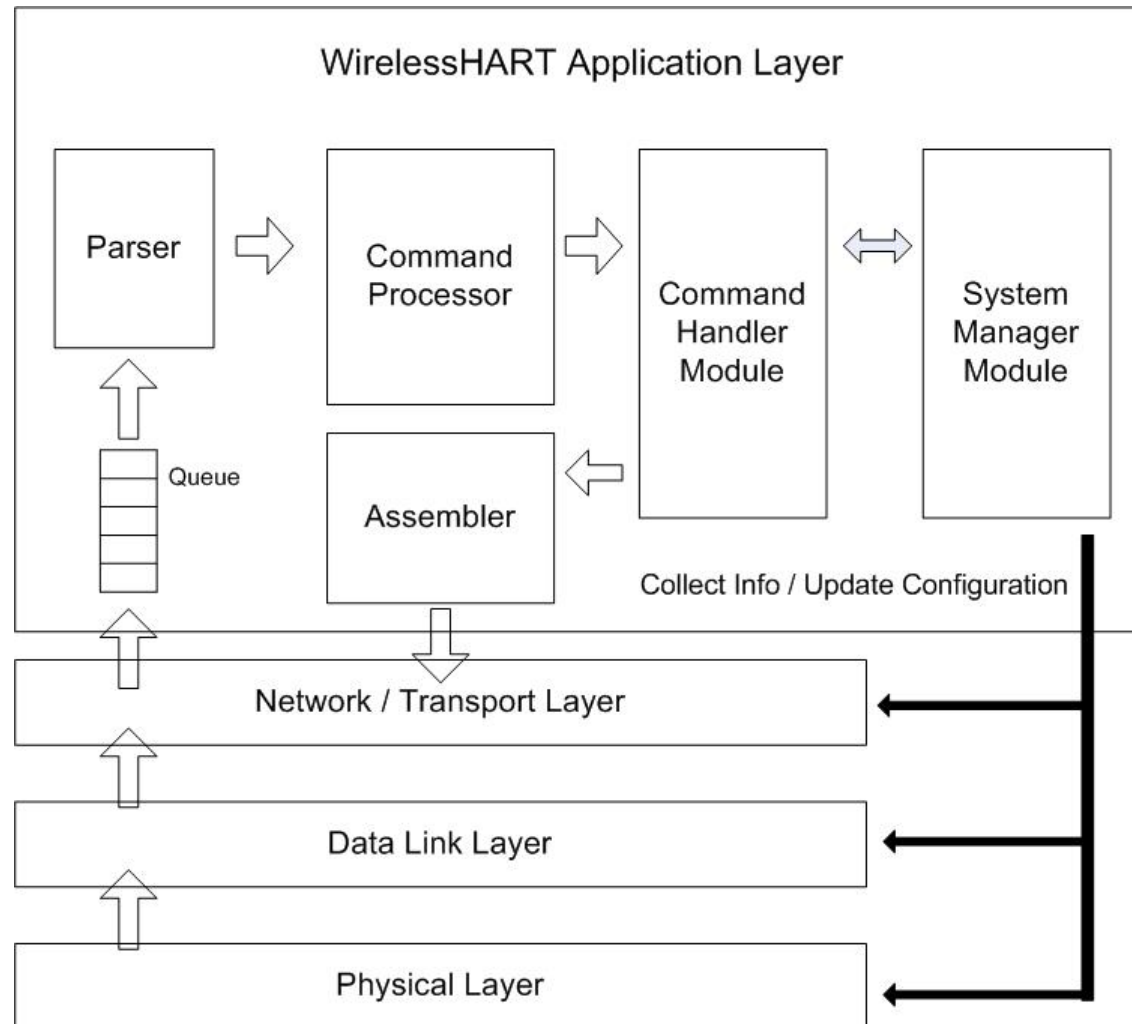 WirelessHART Application Layer
Parser
Command
Processor
Command
Handler
Module
System
Manager
Module
Queue
Assembler
Collect Info / Update Configuration
Network / Transport Layer
Data Link Layer
Physical Layer